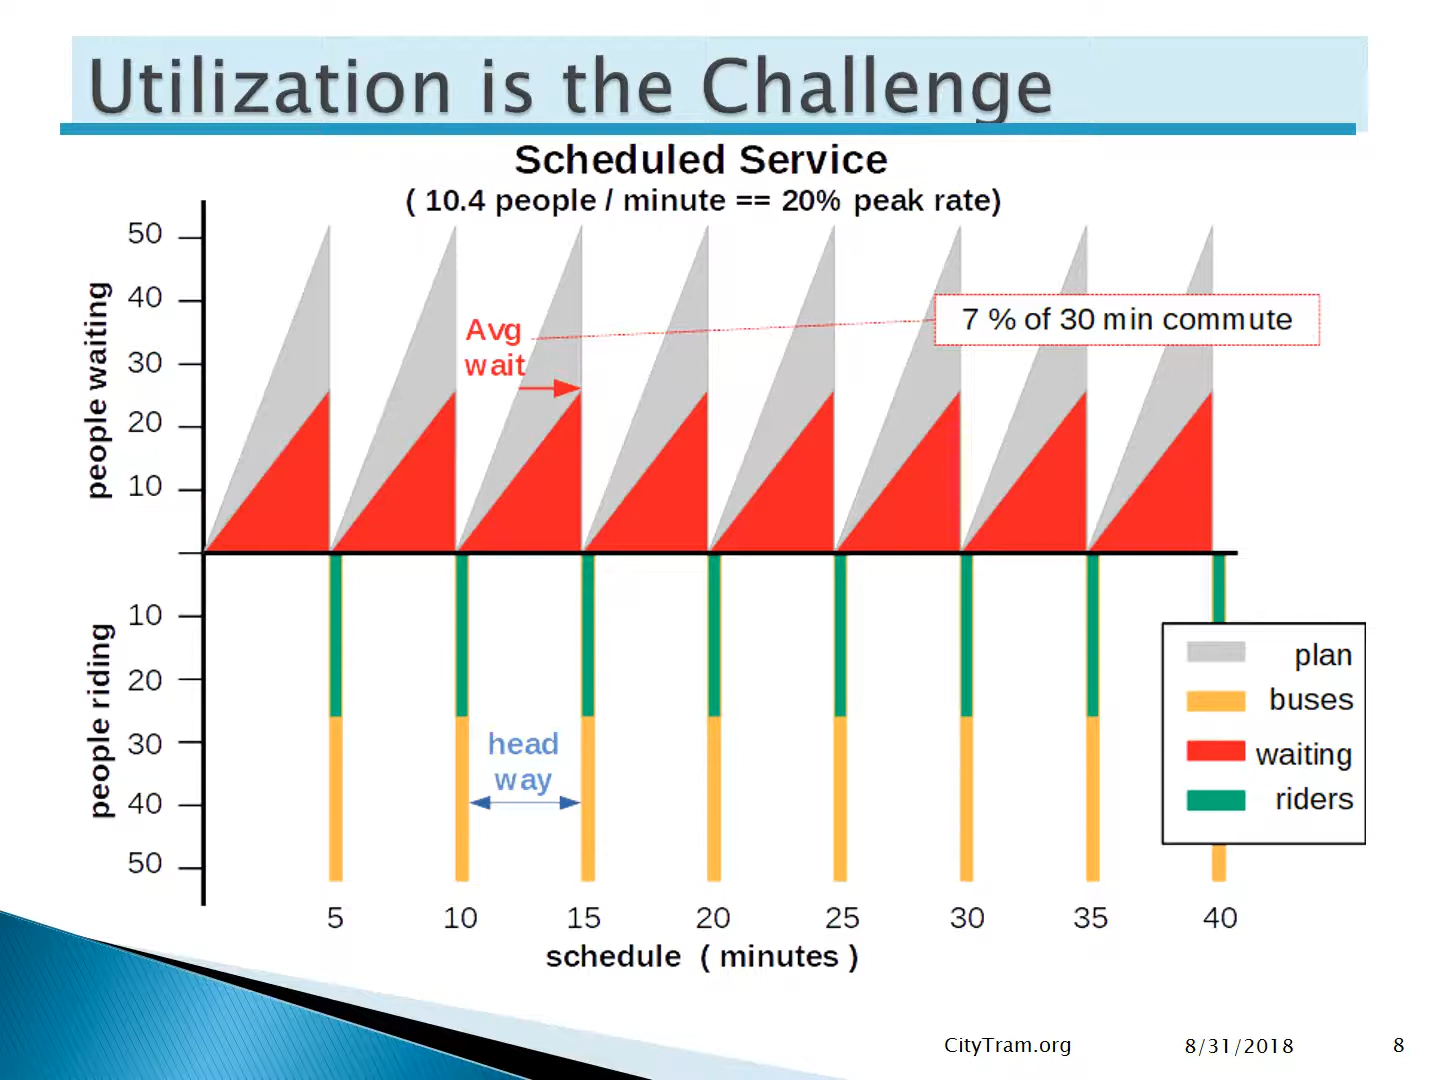 Utilization is the Challenge
Scheduled Service
( 10.4 people / minute == 20% peak rate)
people waiting
50
40
30
20
10
Avg
wait
7 % of 30 min commute
people riding
10
20
30
40
50
head
way
plan
buses
waiting
riders
5 10 15 20 25 30 35 40
schedule ( minutes )
CityTram.org 8/31/2018 8